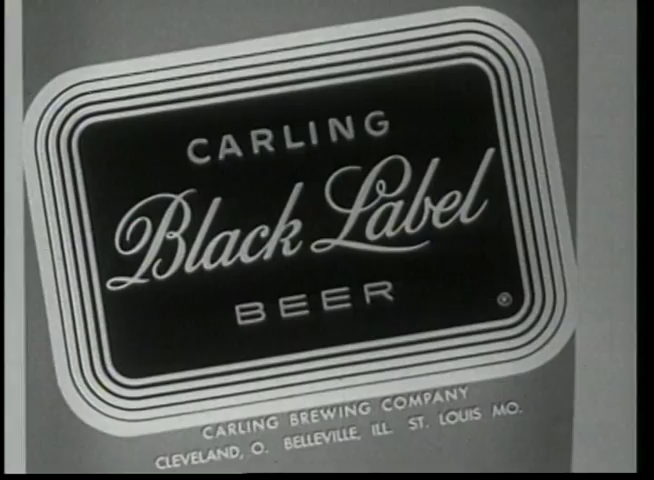 CARLING
Black Label
BEER
®
CARLING BREWING COMPANY
CLEVELAND, O. BELLEVILLE, ILL. ST. LOUIS MO.